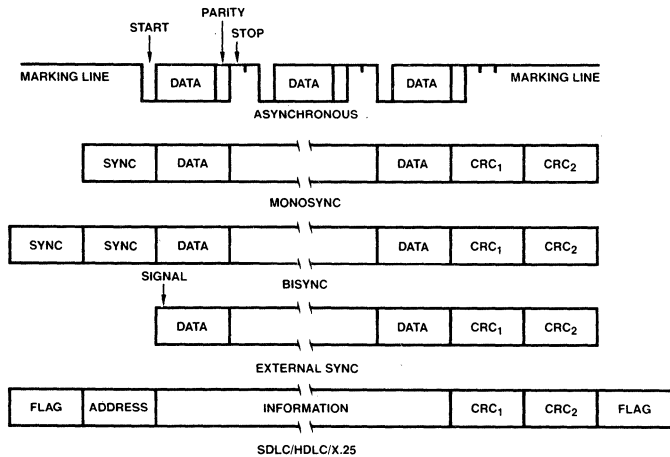 PARITY
START
STOP
MARKING LINE DATA DATA DATA MARKING LINE
ASYNCHRONOUS
SYNC DATA DATA CRC1 CRC2
MONOSYNC
SYNC SYNC DATA DATA CRC1 CRC2
SIGNAL
BISYNC
DATA DATA CRC1 CRC2
EXTERNAL SYNC
FLAG ADDRESS INFORMATION CRC1 CRC2 FLAG
SDLC/HDLC/X.25